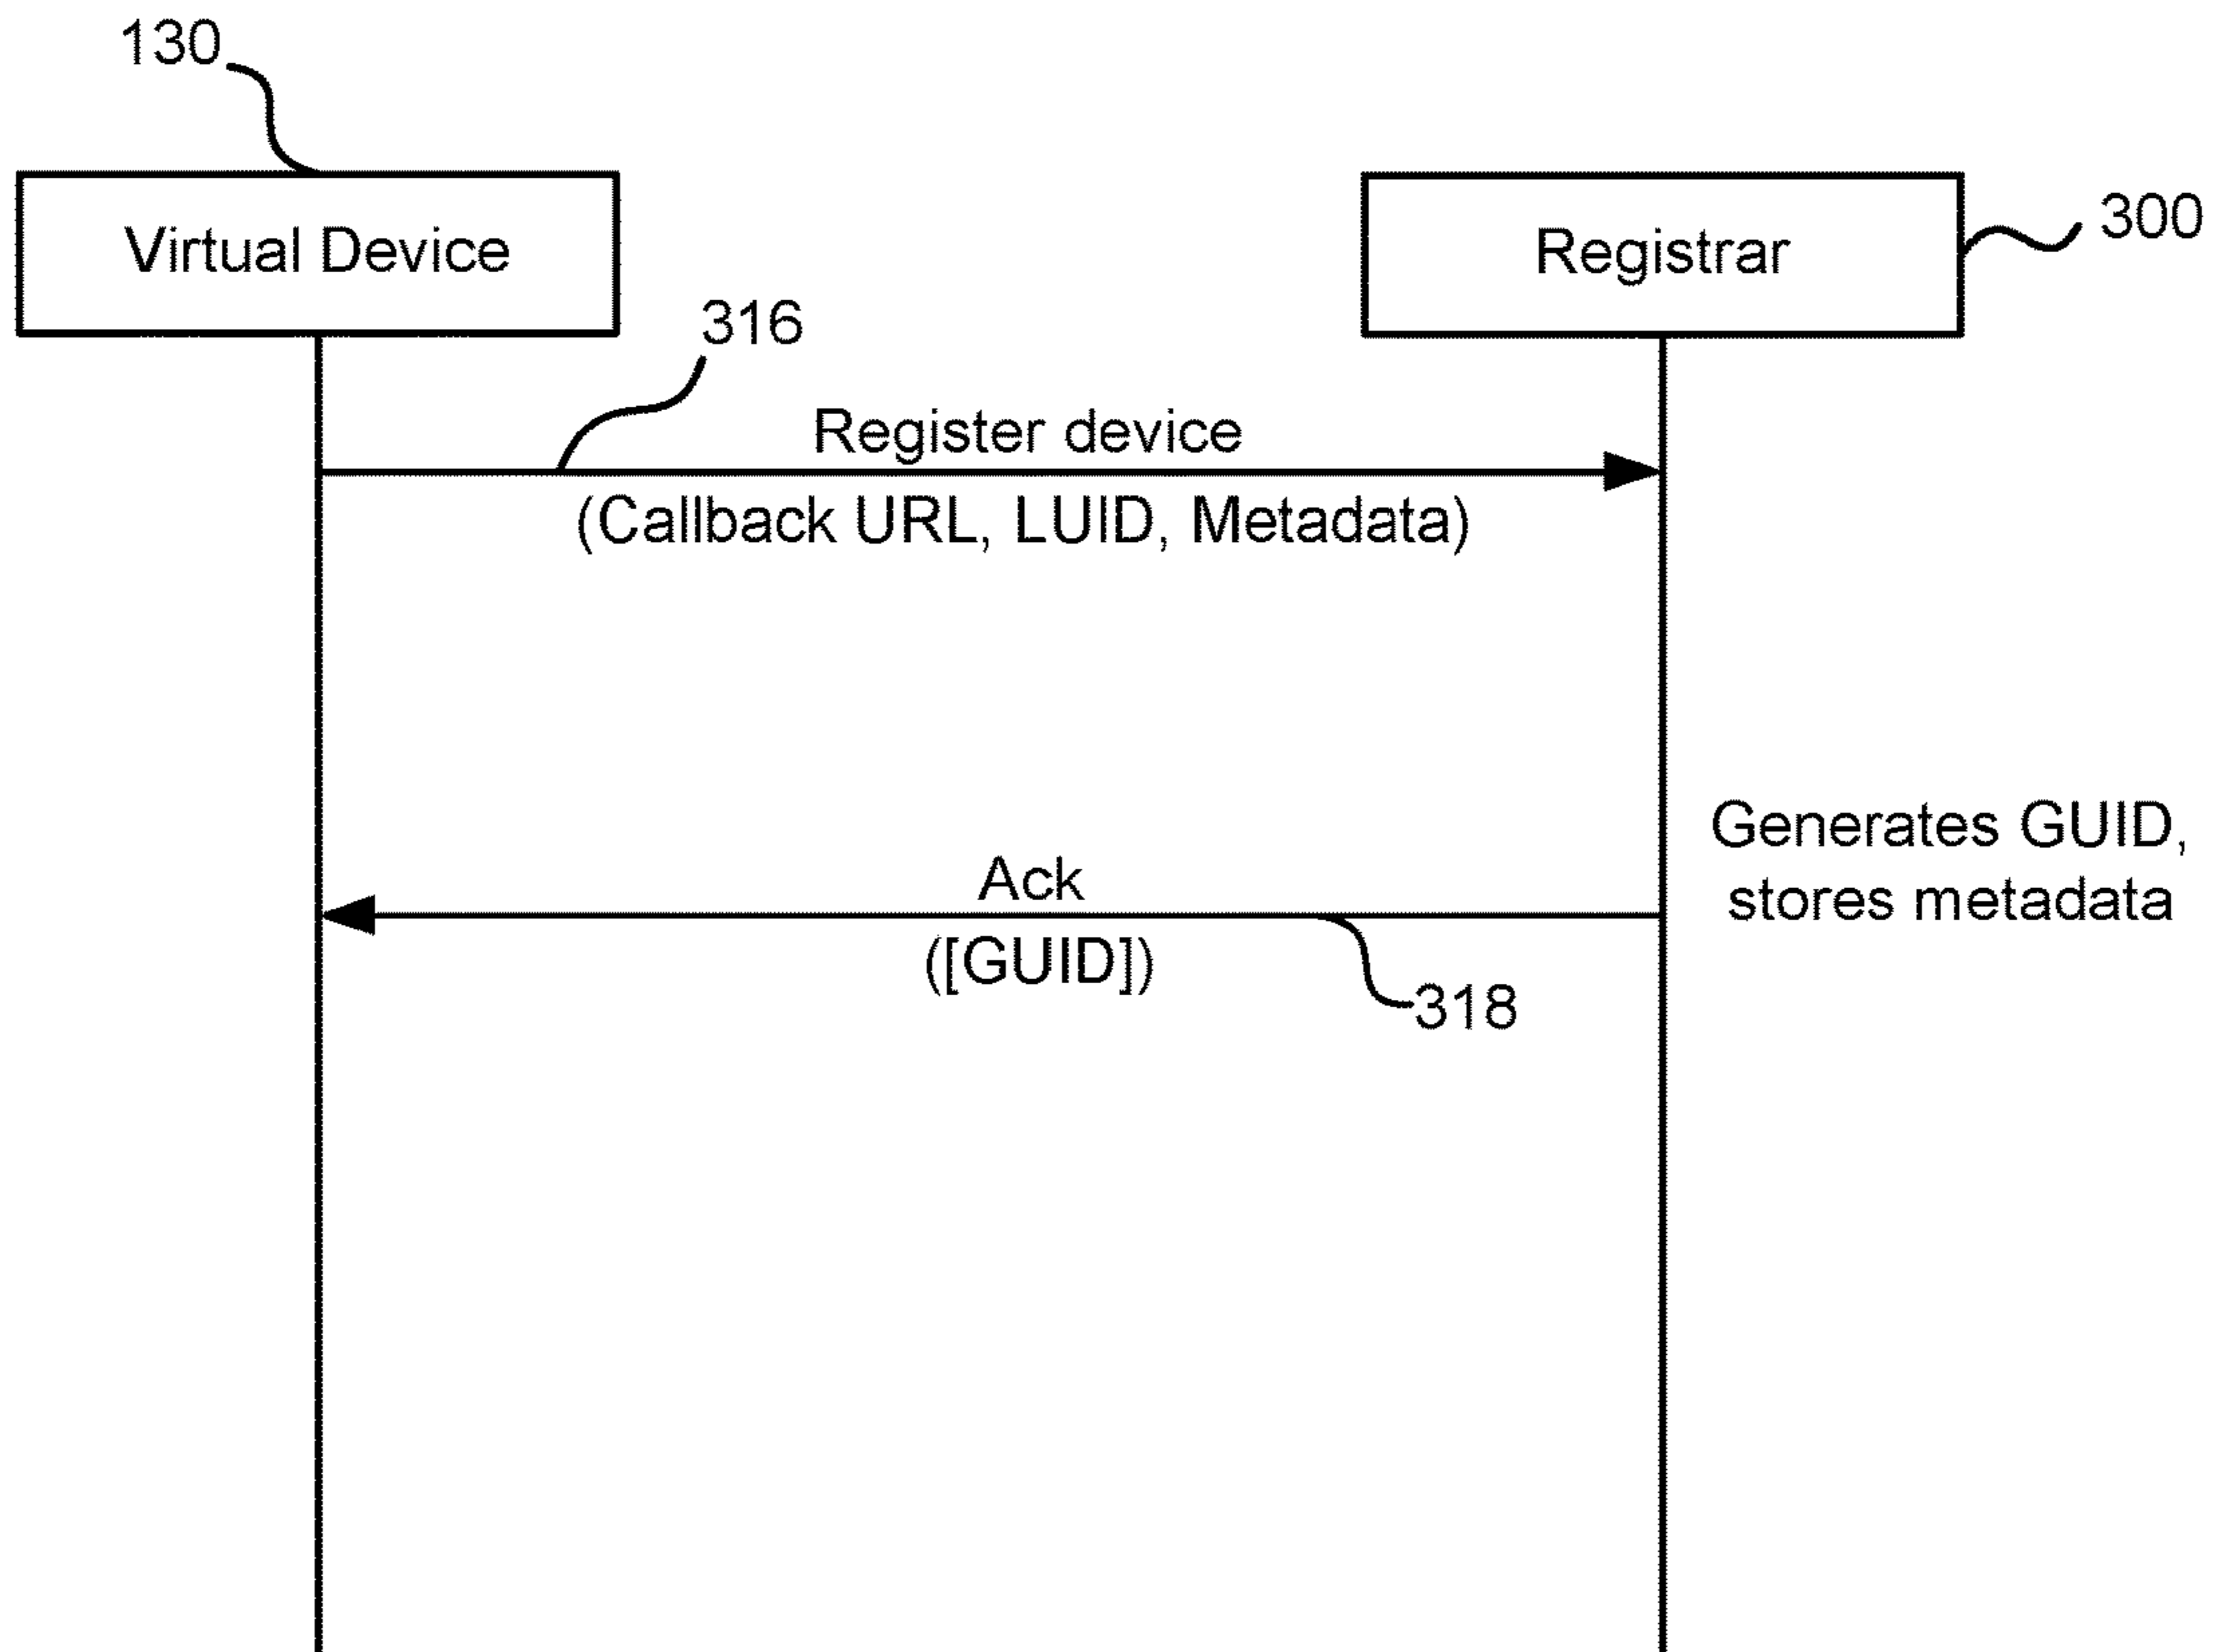 130
Virtual Device
Registrar
300
316
Register device
(Callback URL, LUID, Metadata)
Generates GUID,
stores metadata
Ack
([GUID])
318